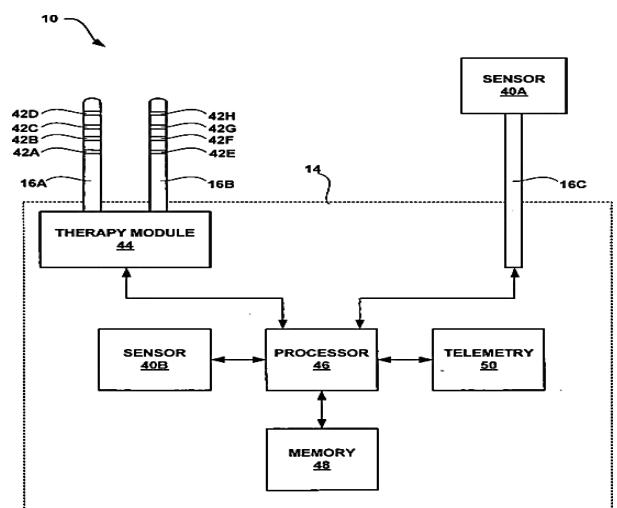 10
SENSOR
40A
42D
42C
42B
42A
42H
42G
42F
42E
16A
16B
14
16C
THERAPY MODULE
44
SENSOR
40B
PROCESSOR
46
TELEMETRY
50
MEMORY
48